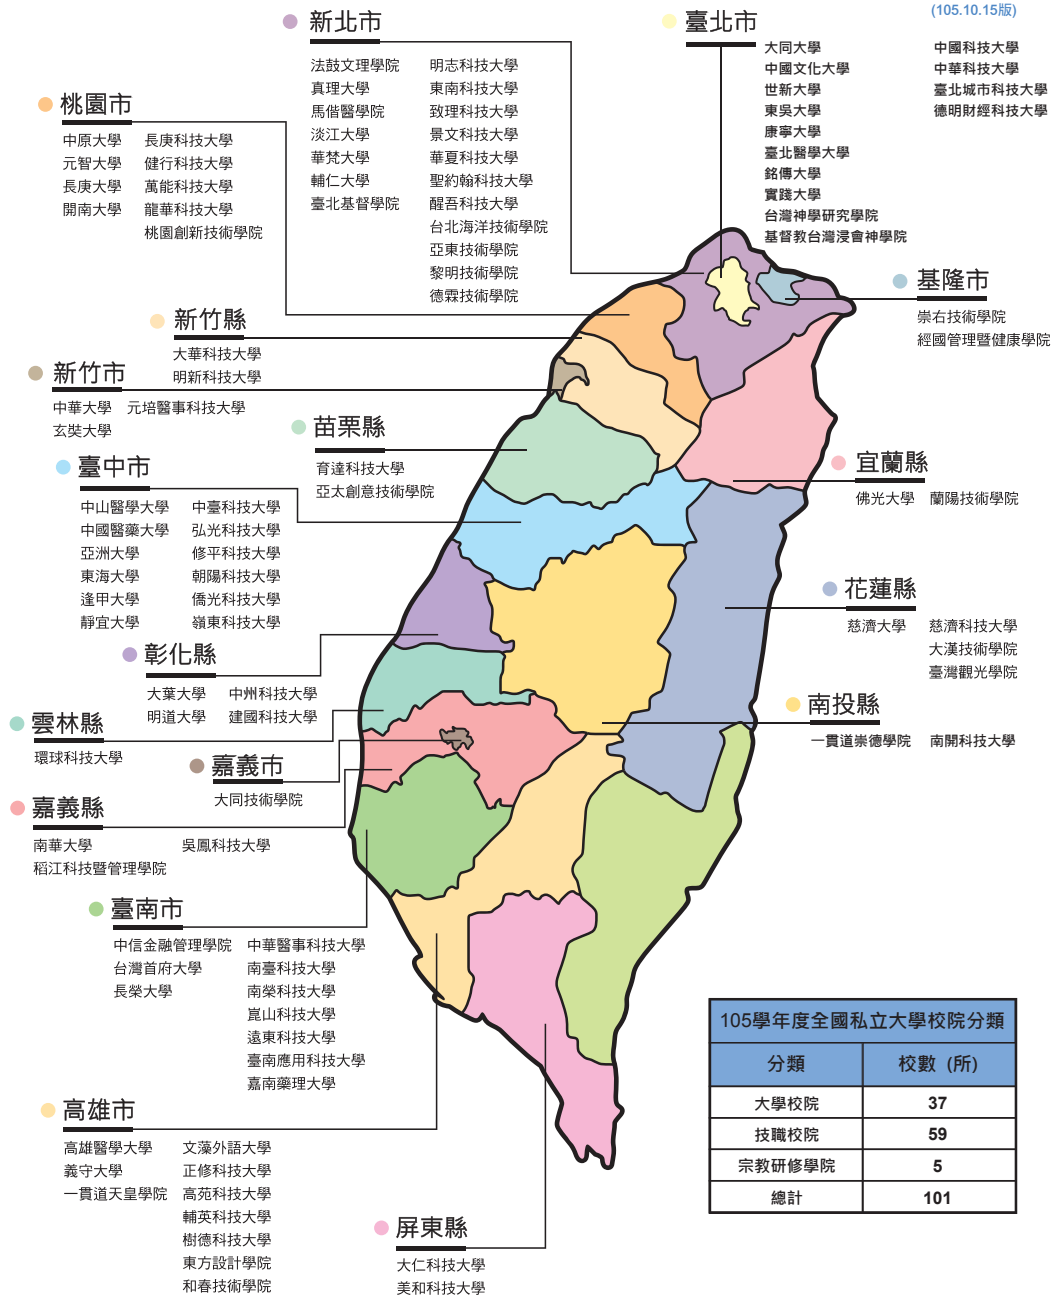 (105.10.15版)
新北市
法鼓文理學院
真理大學
馬偕醫學院
淡江大學
華梵大學
輔仁大學
臺北基督學院
明志科技大學
東南科技大學
致理科技大學
景文科技大學
華夏科技大學
聖約翰科技大學
醒吾科技大學
台北海洋技術學院
亞東技術學院
黎明技術學院
德霖技術學院
臺北市
大同大學
中國文化大學
世新大學
東吳大學
康寧大學
臺北醫學大學
銘傳大學
實踐大學
台灣神學研究學院
基督教台灣浸會神學院
中國科技大學
中華科技大學
臺北城市科技大學
德明財經科技大學
桃園市
中原大學
元智大學
長庚大學
開南大學
長庚科技大學
健行科技大學
萬能科技大學
龍華科技大學
桃園創新技術學院
基隆市
崇右技術學院
經國管理暨健康學院
新竹縣
大華科技大學
明新科技大學
新竹市
中華大學 元培醫事科技大學
玄奘大學
苗栗縣
育達科技大學
亞太創意技術學院
臺中市
中山醫學大學
中國醫藥大學
亞洲大學
東海大學
逢甲大學
靜宜大學
中臺科技大學
弘光科技大學
修平科技大學
朝陽科技大學
僑光科技大學
嶺東科技大學
宜蘭縣
佛光大學 蘭陽技術學院
花蓮縣
慈濟大學 慈濟科技大學
大漢技術學院
臺灣觀光學院
彰化縣
大葉大學 中州科技大學
明道大學 建國科技大學
南投縣
一貫道崇德學院 南開科技大學
雲林縣
環球科技大學
嘉義市
大同技術學院
嘉義縣
南華大學 吳鳳科技大學
稻江科技暨管理學院
臺南市
中信金融管理學院
台灣首府大學
長榮大學
中華醫事科技大學
南臺科技大學
南榮科技大學
崑山科技大學
遠東科技大學
臺南應用科技大學
嘉南藥理大學
高雄市
高雄醫學大學
義守大學
一貫道天皇學院
文藻外語大學
正修科技大學
高苑科技大學
輔英科技大學
樹德科技大學
東方設計學院
和春技術學院
屏東縣
大仁科技大學
美和科技大學
105學年度全國私立大學校院分類
分類 校數 (所)
大學校院 37
技職校院 59
宗教研修學院 5
總計 101